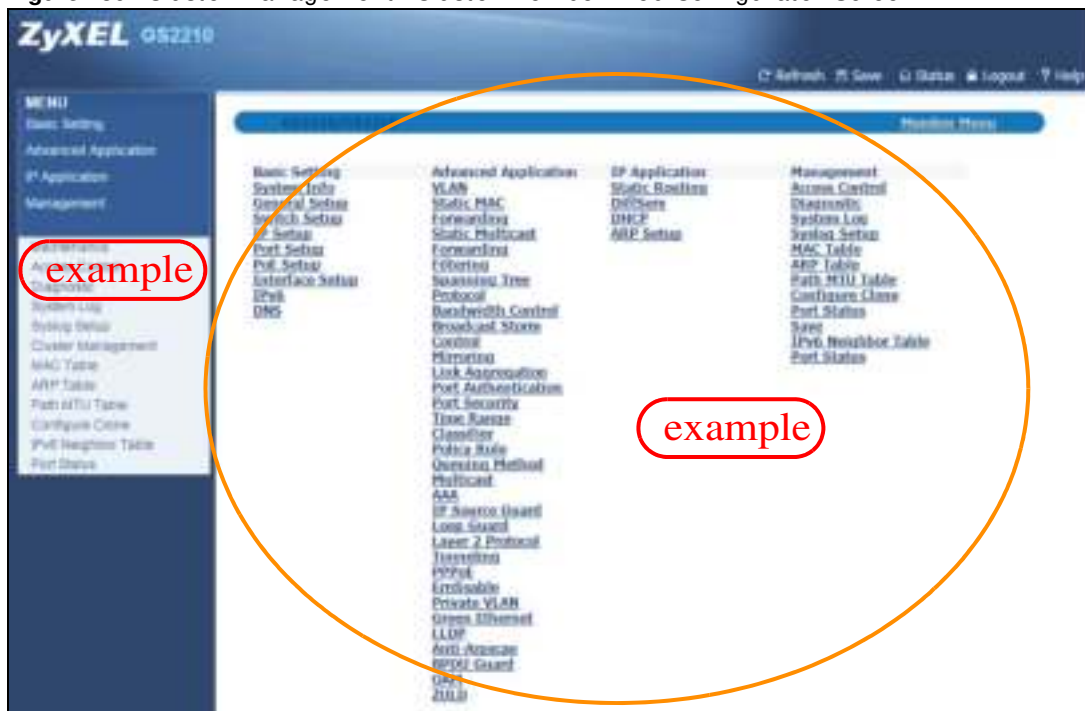 ZyXEL GS2210
Refresh Save Status Logout Help
MENU
Basic Setting
Advanced Application
IP Application
Management
Maintenance
example
Diagnostic
System Log
Syslog Setup
Cluster Management
MAC Table
ARP Table
Path MTU Table
Configure Clone
IPv6 Neighbor Table
Port Status
Basic Setting
System Info
General Setup
Switch Setup
IP Setup
Port Setup
PoE Setup
Interface Setup
IPv6
DNS
Advanced Application
VLAN
Static MAC
Forwarding
Static Multicast
Forwarding
Filtering
Spanning Tree
Protocol
Bandwidth Control
Broadcast Storm
Control
Mirroring
Link Aggregation
Port Authentication
Port Security
Time Range
Classifier
Policy Rule
Queuing Method
Multicast
AAA
IP Source Guard
Loop Guard
Layer 2 Protocol
Tunneling
PPPoE
Errdisable
Private VLAN
Green Ethernet
LLDP
Anti-Arpscan
BPDU Guard
OAM
ZULD
IP Application
Static Routing
DiffServ
DHCP
ARP Setup
example
Management
Access Control
Diagnostic
System Log
Syslog Setup
MAC Table
ARP Table
Path MTU Table
Configure Clone
Port Status
Save
IPv6 Neighbor Table
Port Status